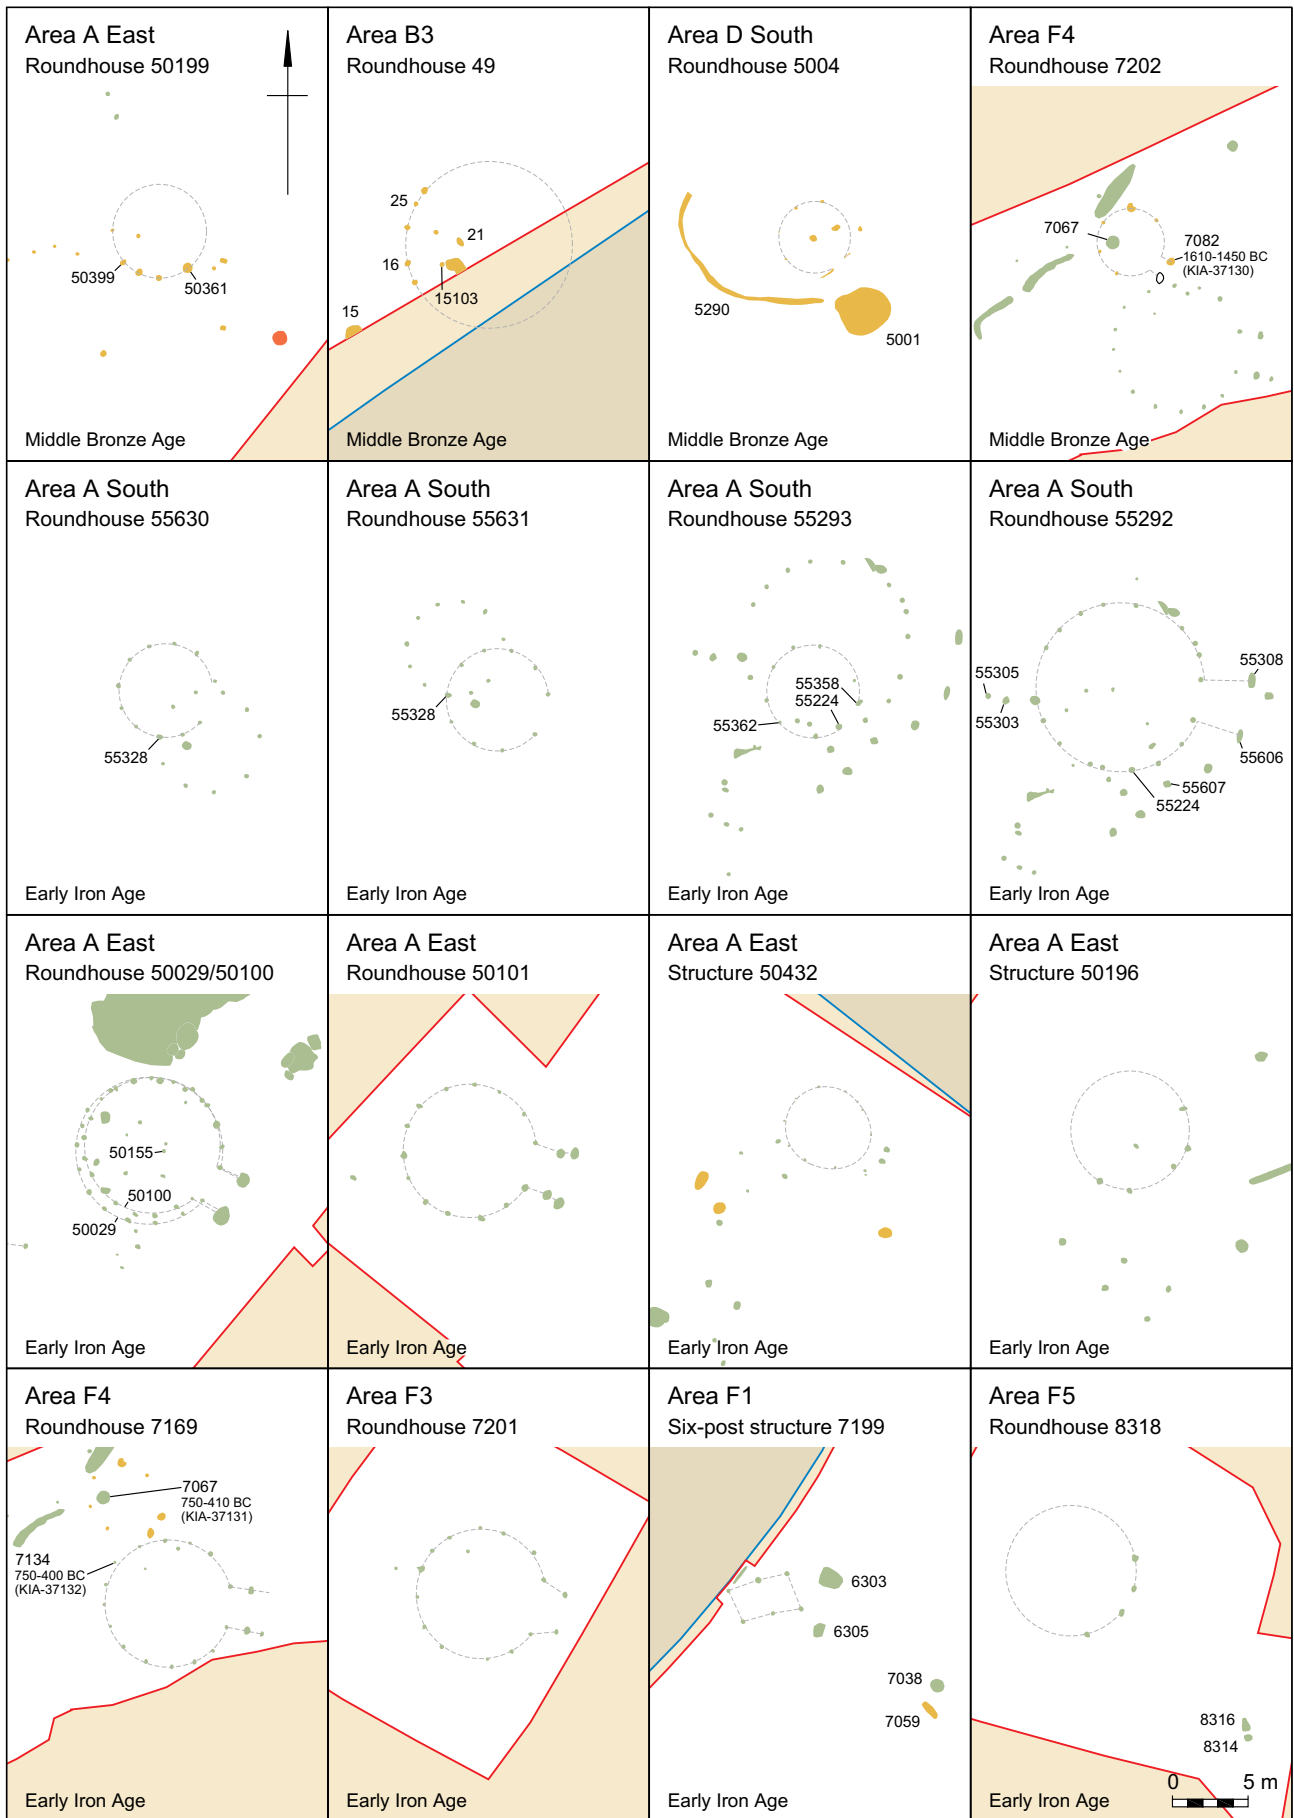 Area A East
Roundhouse 50199
50399
50361
Middle Bronze Age
Area B3
Roundhouse 49
25
21
16
15103
15
Middle Bronze Age
Area D South
Roundhouse 5004
5290
5001
Middle Bronze Age
Area F4
Roundhouse 7202
7067
7082
1610-1450 BC
(KIA-37130)
Middle Bronze Age
Area A South
Roundhouse 55630
55328
Early Iron Age
Area A South
Roundhouse 55631
55328
Early Iron Age
Area A South
Roundhouse 55293
55358
55224
55362
Early Iron Age
Area A South
Roundhouse 55292
55308
55305
55303
55606
55607
55224
Early Iron Age
Area A East
Roundhouse 50029/50100
50155
50100
50029
Early Iron Age
Area A East
Roundhouse 50101
Early Iron Age
Area A East
Structure 50432
Early Iron Age
Area A East
Structure 50196
Early Iron Age
Area F4
Roundhouse 7169
7067
750-410 BC
(KIA-37131)
7134
750-400 BC
(KIA-37132)
Early Iron Age
Area F3
Roundhouse 7201
Early Iron Age
Area F1
Six-post structure 7199
6303
6305
7038
7059
Early Iron Age
Area F5
Roundhouse 8318
8316
8314
0 5 m
Early Iron Age